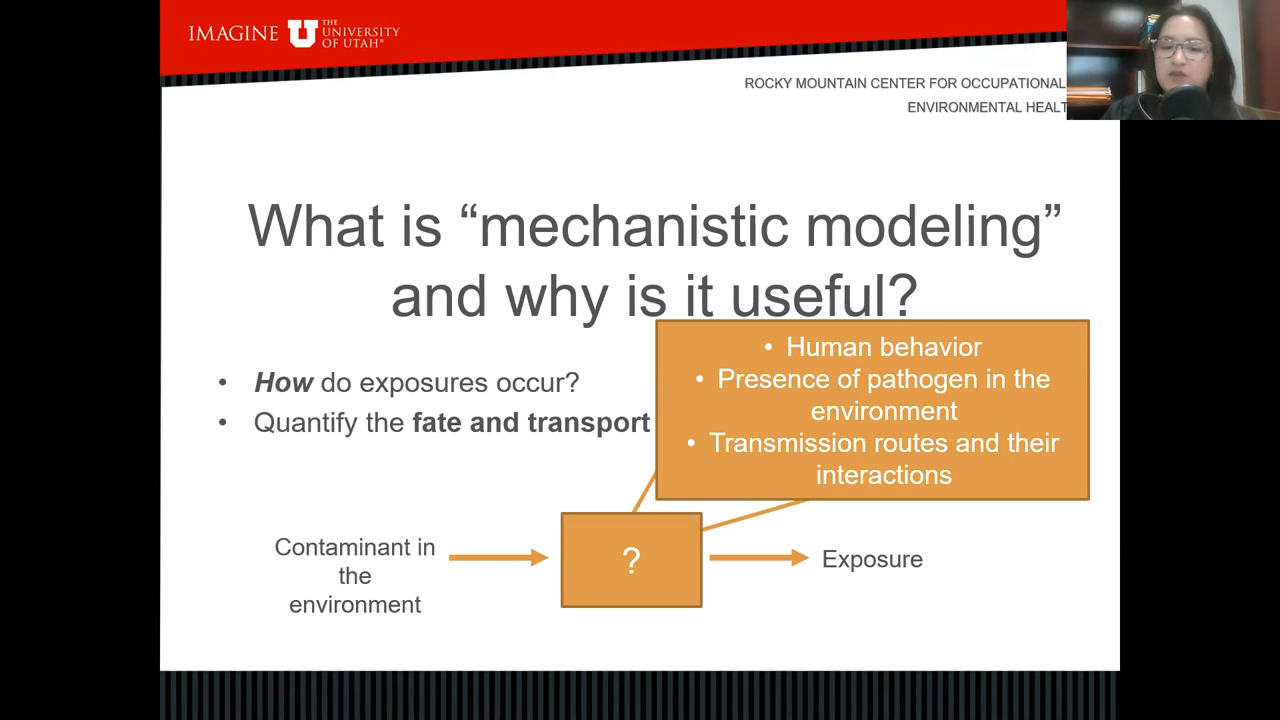 IMAGINE U THE UNIVERSITY OF UTAH®
ROCKY MOUNTAIN CENTER FOR OCCUPATIONAL
ENVIRONMENTAL HEALT
What is “mechanistic modeling”
and why is it useful?
• How do exposures occur?
• Quantify the fate and transport
• Human behavior
• Presence of pathogen in the
environment
• Transmission routes and their
interactions
Contaminant in
the
environment
?
Exposure